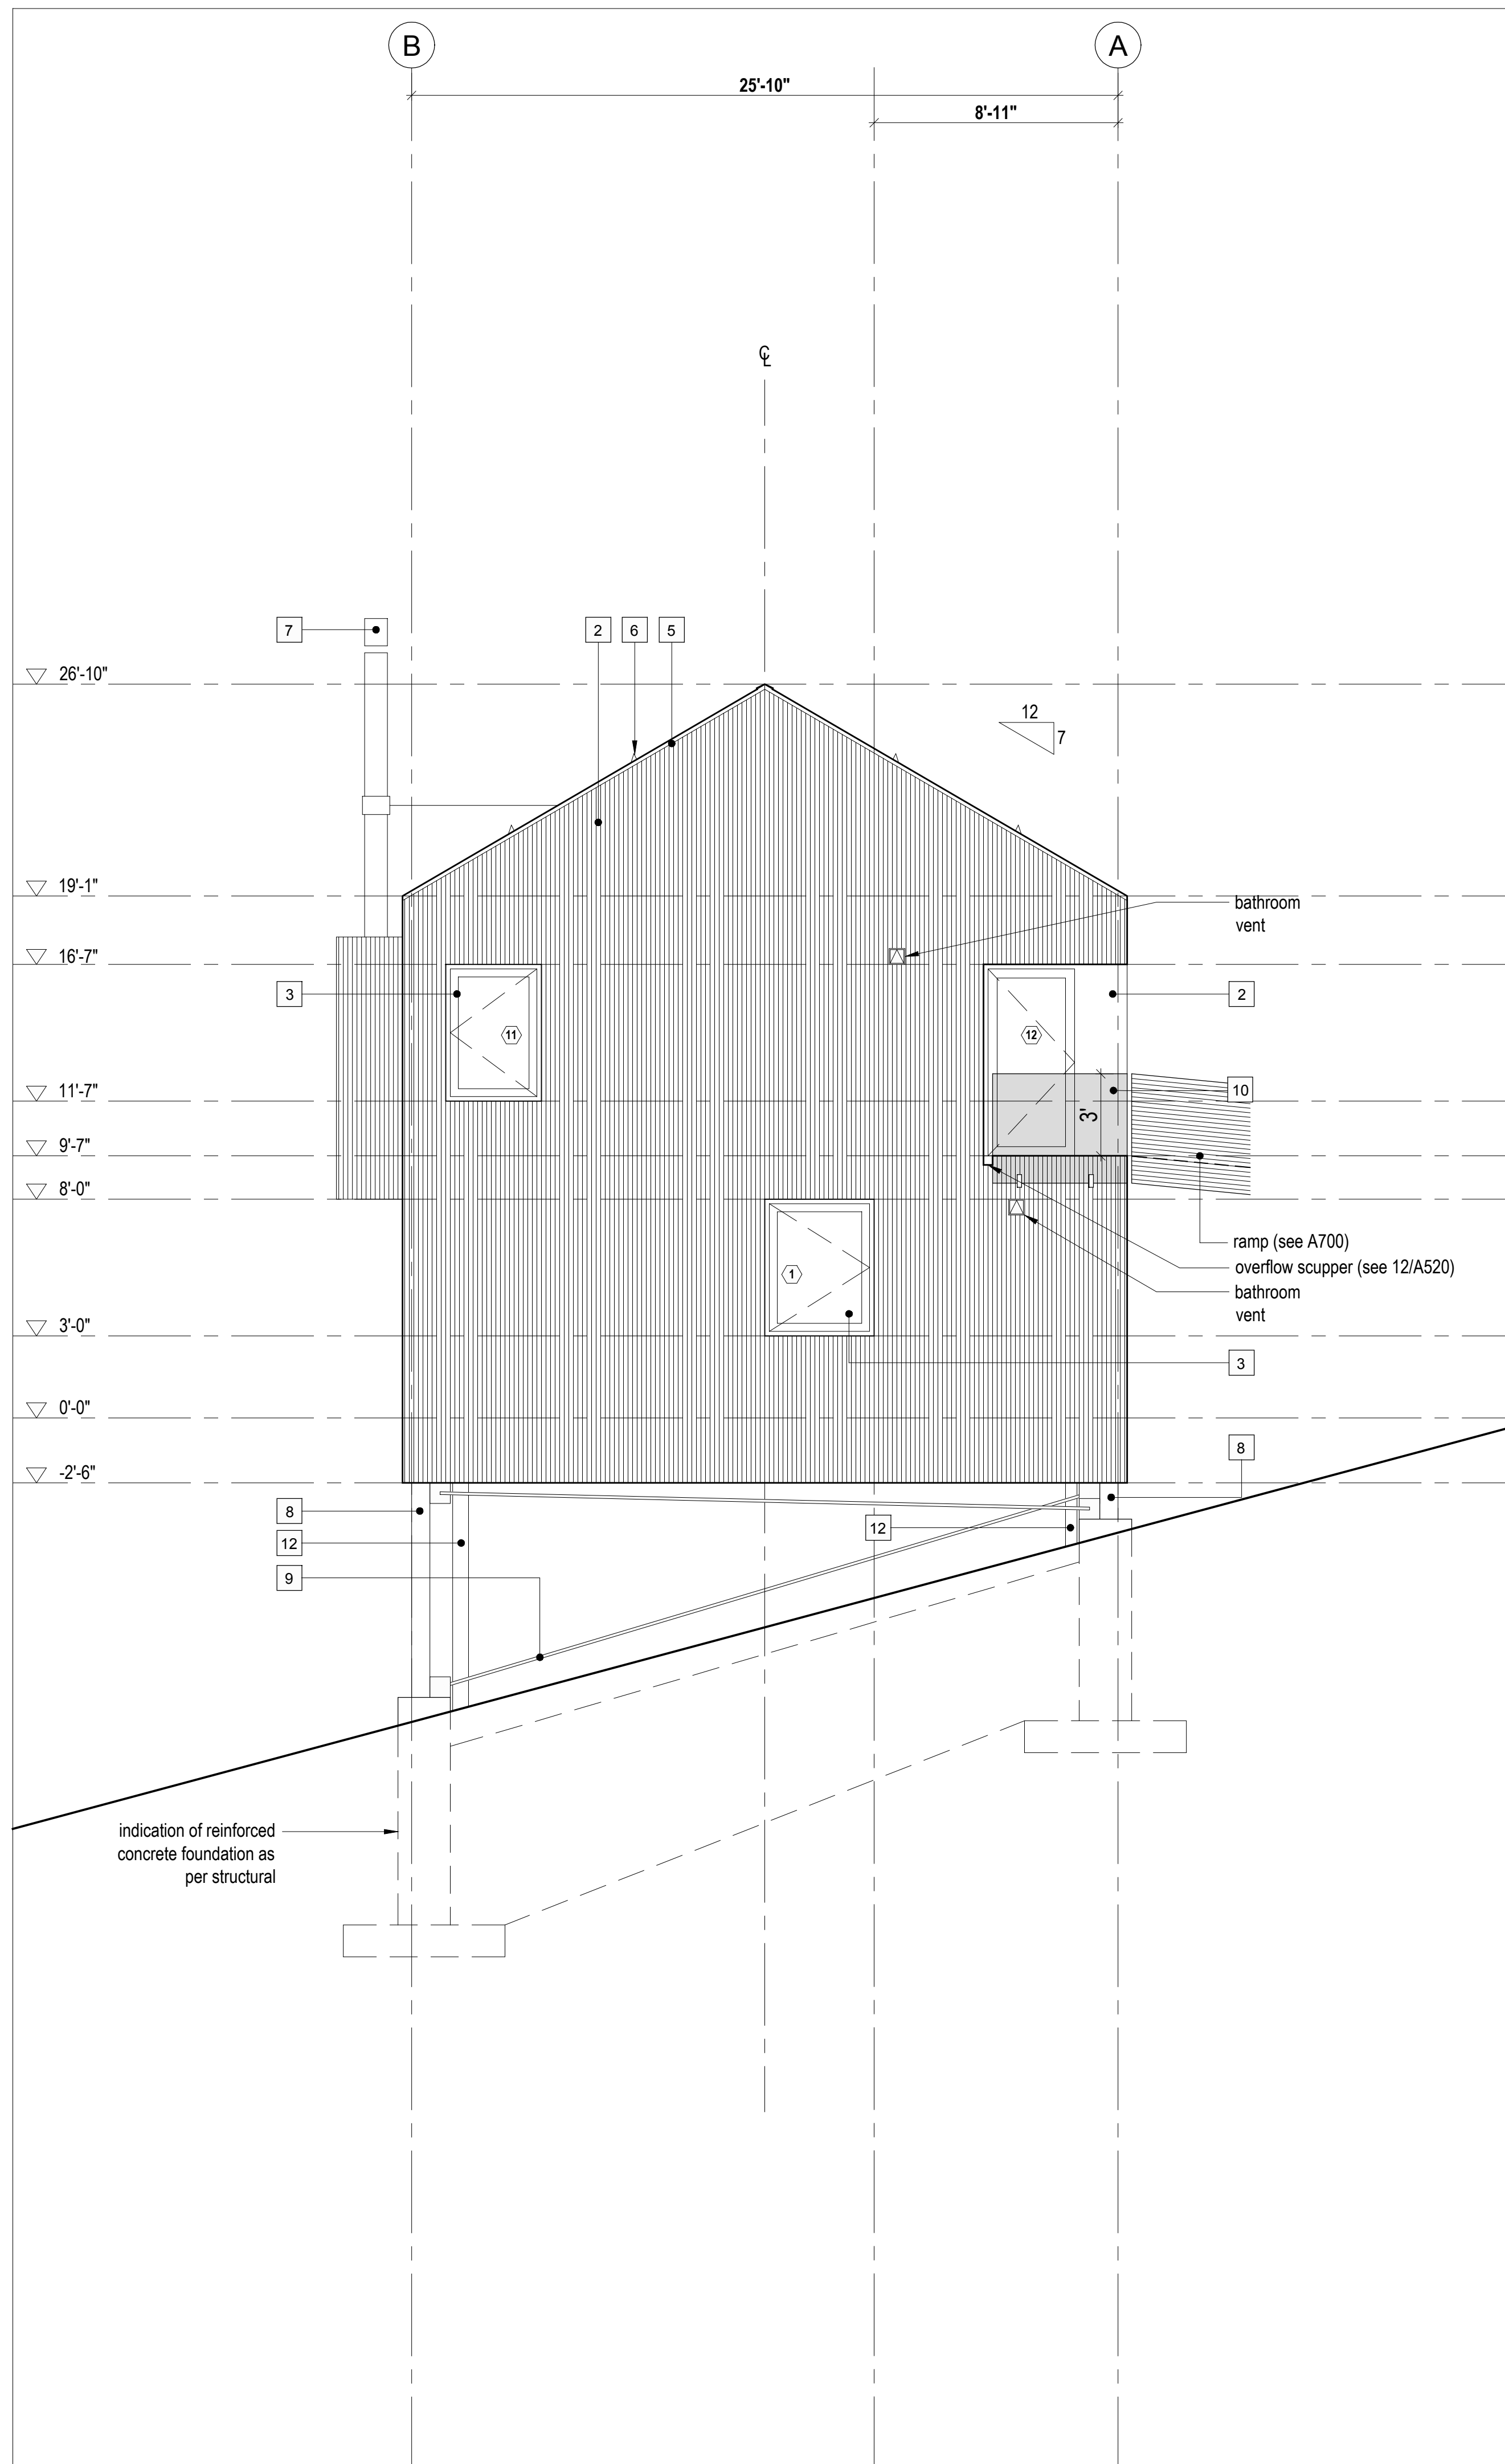 B
A
25'-10"
8'-11"
℄
7
2
6
5
26'-10"
12
7
19'-1"
bathroom
vent
16'-7"
3
2
11
12
11'-7"
10
3'
9'-7"
8'-0"
ramp (see A700)
overflow scupper (see 12/A520)
1
bathroom
vent
3'-0"
3
0'-0"
8
-2'-6"
8
12
12
9
indication of reinforced
concrete foundation as
per structural